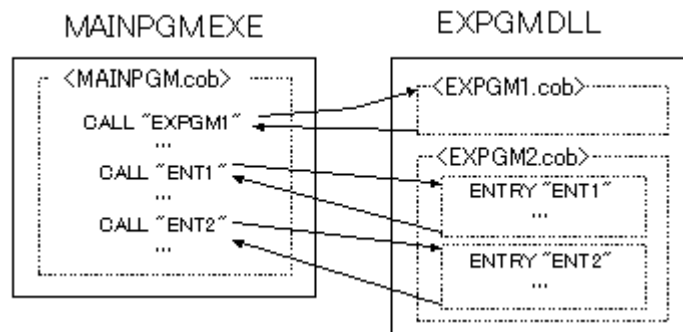 MAINPGM.EXE
<MAINPGM.cob>
CALL "EXPGM1"
...
CALL "ENT1"
...
CALL "ENT2"
...
EXPGM.DLL
<EXPGM1.cob>
<EXPGM2.cob>
ENTRY "ENT1"
...
ENTRY "ENT2"
...